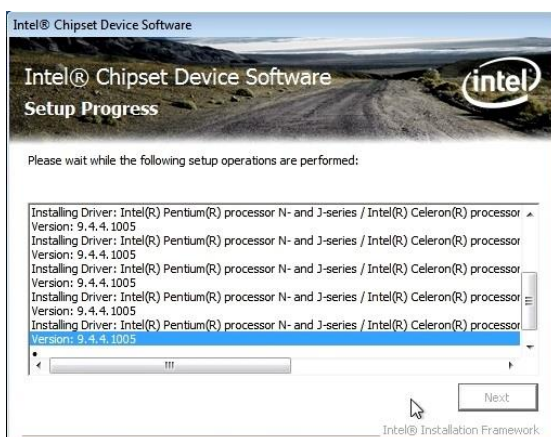 Intel® Chipset Device Software
Intel® Chipset Device Software
intel
Setup Progress
Please wait while the following setup operations are performed:
Installing Driver: Intel(R) Pentium(R) processor N- and J-series / Intel(R) Celeron(R) processor
Version: 9.4.4.1005
Installing Driver: Intel(R) Pentium(R) processor N- and J-series / Intel(R) Celeron(R) processor
Version: 9.4.4.1005
Installing Driver: Intel(R) Pentium(R) processor N- and J-series / Intel(R) Celeron(R) processor
Version: 9.4.4.1005
Installing Driver: Intel(R) Pentium(R) processor N- and J-series / Intel(R) Celeron(R) processor
Version: 9.4.4.1005
Installing Driver: Intel(R) Pentium(R) processor N- and J-series / Intel(R) Celeron(R) processor
Version: 9.4.4.1005
Next
Intel® Installation Framework